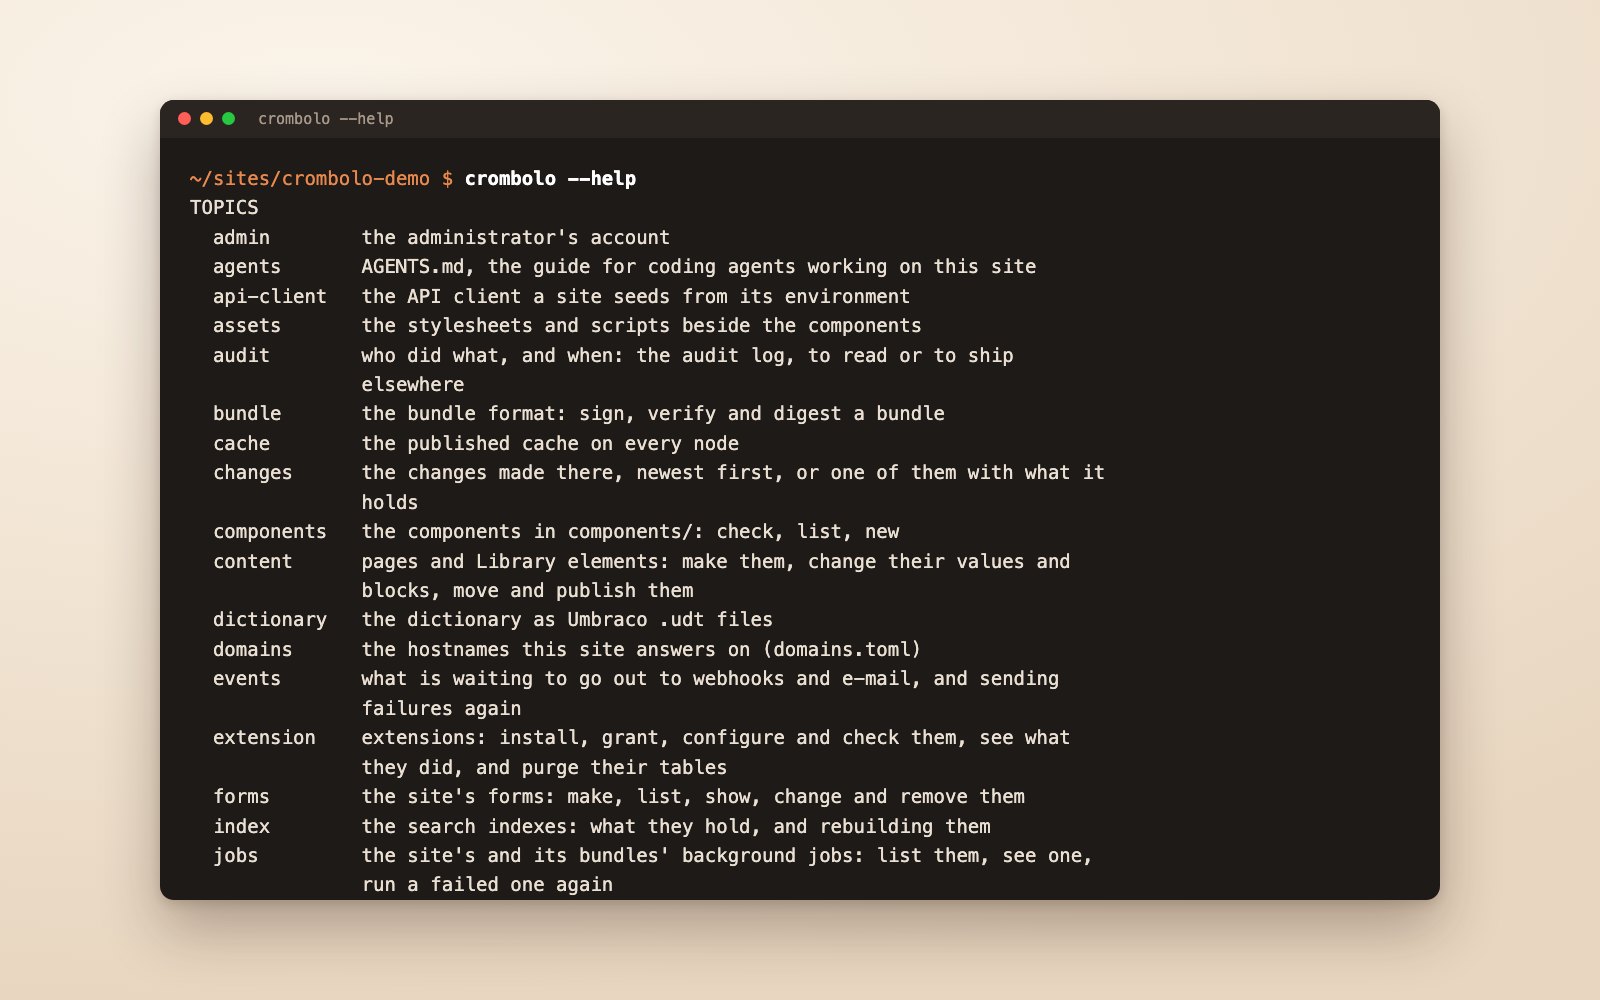 crombolo --help
~/sites/crombolo-demo $ crombolo --help
TOPICS
admin the administrator's account
agents AGENTS.md, the guide for coding agents working on this site
api-client the API client a site seeds from its environment
assets the stylesheets and scripts beside the components
audit who did what, and when: the audit log, to read or to ship
elsewhere
bundle the bundle format: sign, verify and digest a bundle
cache the published cache on every node
changes the changes made there, newest first, or one of them with what it
holds
components the components in components/: check, list, new
content pages and Library elements: make them, change their values and
blocks, move and publish them
dictionary the dictionary as Umbraco .udt files
domains the hostnames this site answers on (domains.toml)
events what is waiting to go out to webhooks and e-mail, and sending
failures again
extension extensions: install, grant, configure and check them, see what
they did, and purge their tables
forms the site's forms: make, list, show, change and remove them
index the search indexes: what they hold, and rebuilding them
jobs the site's and its bundles' background jobs: list them, see one,
run a failed one again